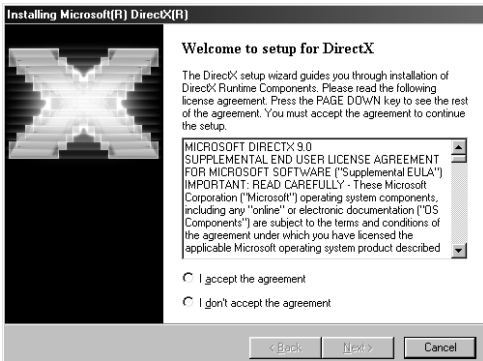 Installing Microsoft(R) DirectX(R)
Welcome to setup for DirectX
The DirectX setup wizard guides you through installation of
DirectX Runtime Components. Please read the following
license agreement. Press the PAGE DOWN key to see the rest
of the agreement. You must accept the agreement to continue
the setup.
MICROSOFT DIRECTX 9.0
SUPPLEMENTAL END USER LICENSE AGREEMENT
FOR MICROSOFT SOFTWARE ("Supplemental EULA")
IMPORTANT: READ CAREFULLY - These Microsoft
Corporation ("Microsoft") operating system components,
including any "online" or electronic documentation ("OS
Components") are subject to the terms and conditions of
the agreement under which you have licensed the
applicable Microsoft operating system product described
I accept the agreement
I don't accept the agreement
< Back Next > Cancel